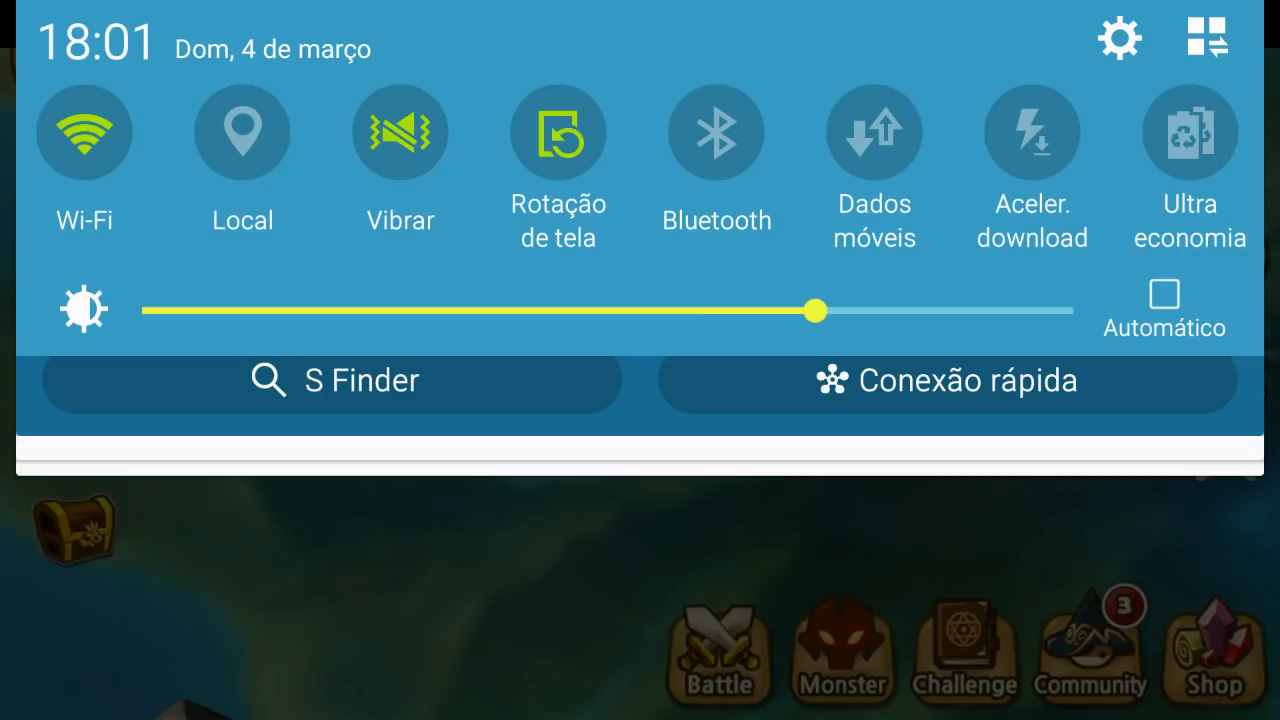 18:01 Dom, 4 de março
Wi-Fi
Local
Vibrar
Rotação
de tela
Bluetooth
Dados
móveis
Aceler.
download
Ultra
economia
Automático
S Finder
Conexão rápida
3
Battle
Monster
Challenge
Community
Shop